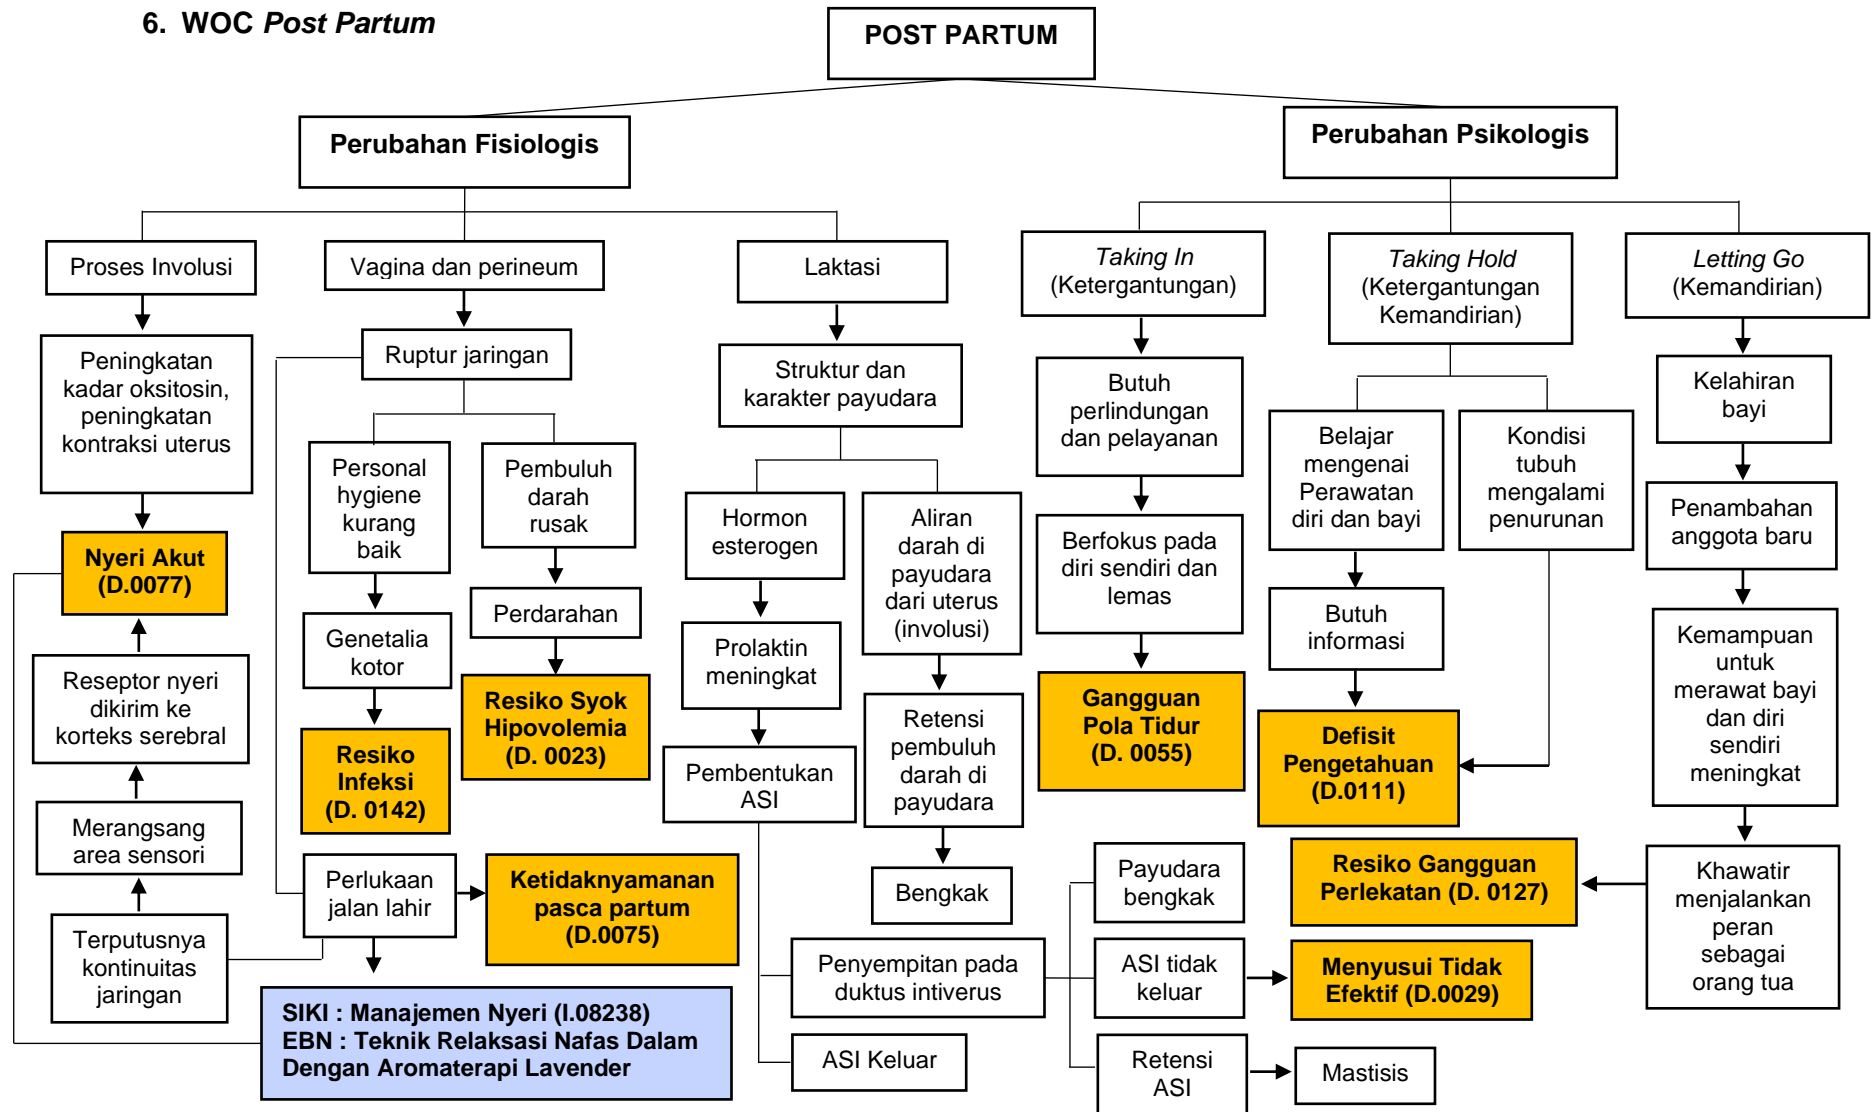 6. WOC Post Partum
POST PARTUM
Perubahan Fisiologis
Perubahan Psikologis
Proses Involusi
Vagina dan perineum
Laktasi
Taking In
(Ketergantungan)
Taking Hold
(Ketergantungan
Kemandirian)
Letting Go
(Kemandirian)
Peningkatan
kadar oksitosin,
peningkatan
kontraksi uterus
Nyeri Akut
(D.0077)
Reseptor nyeri
dikirim ke
korteks serebral
Merangsang
area sensori
Terputusnya
kontinuitas
jaringan
Ruptur jaringan
Personal
hygiene
kurang
baik
Genetalia
kotor
Resiko
Infeksi
(D. 0142)
Pembuluh
darah
rusak
Perdarahan
Resiko Syok
Hipovolemia
(D. 0023)
Perlukaan
jalan lahir
Ketidaknyamanan
pasca partum
(D.0075)
SIKI : Manajemen Nyeri (I.08238)
EBN : Teknik Relaksasi Nafas Dalam
Dengan Aromaterapi Lavender
Struktur dan
karakter payudara
Hormon
esterogen
Prolaktin
meningkat
Pembentukan
ASI
Aliran
darah di
payudara
dari uterus
(involusi)
Retensi
pembuluh
darah di
payudara
Bengkak
Penyempitan pada
duktus intiverus
ASI Keluar
Payudara
bengkak
ASI tidak
keluar
Menyusui Tidak
Efektif (D.0029)
Retensi
ASI
Mastisis
Butuh
perlindungan
dan pelayanan
Berfokus pada
diri sendiri dan
lemas
Gangguan
Pola Tidur
(D. 0055)
Belajar
mengenai
Perawatan
diri dan bayi
Butuh
informasi
Defisit
Pengetahuan
(D.0111)
Kondisi
tubuh
mengalami
penurunan
Kelahiran
bayi
Penambahan
anggota baru
Kemampuan
untuk
merawat bayi
dan diri
sendiri
meningkat
Khawatir
menjalankan
peran
sebagai
orang tua
Resiko Gangguan
Perlekatan (D. 0127)